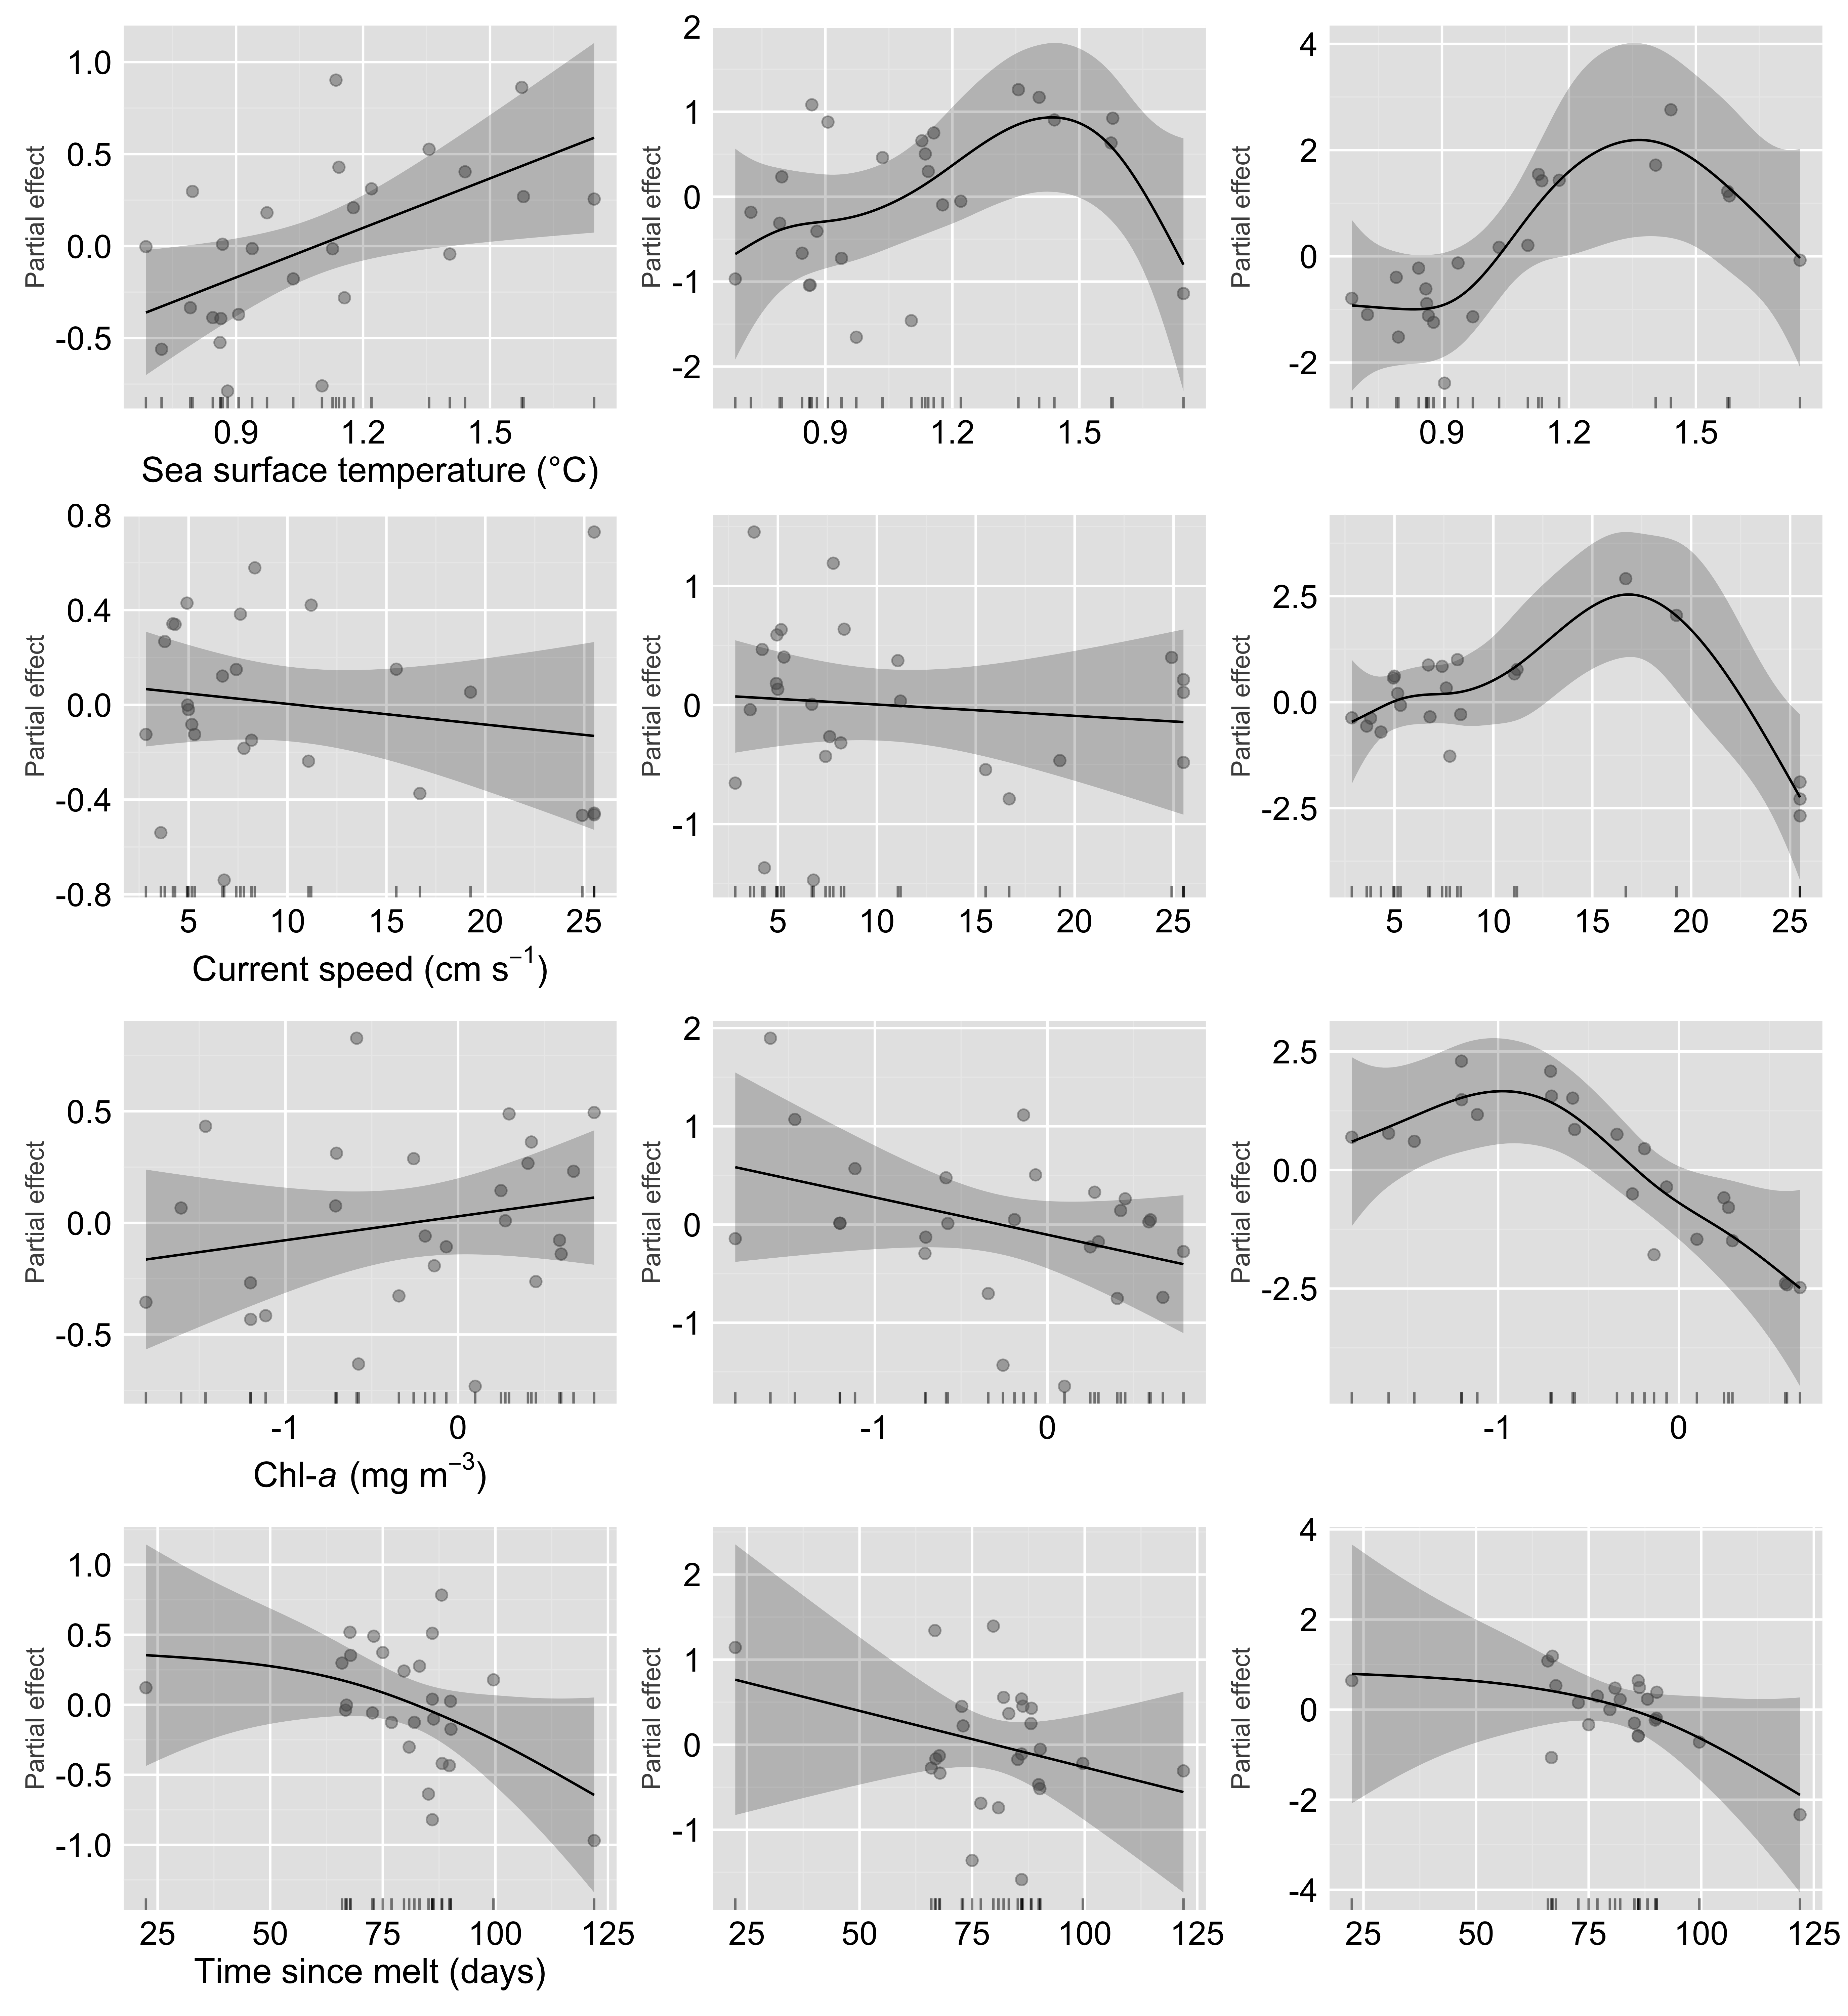 Partial effect
1.0
0.5
0.0
-0.5
0.9 1.2 1.5
Sea surface temperature (°C)
Partial effect
2
1
0
-1
-2
0.9 1.2 1.5
Partial effect
4
2
0
-2
0.9 1.2 1.5
Partial effect
0.8
0.4
0.0
-0.4
-0.8
5 10 15 20 25
Current speed (cm s⁻¹)
Partial effect
1
0
-1
5 10 15 20 25
Partial effect
2.5
0.0
-2.5
5 10 15 20 25
Partial effect
0.5
0.0
-0.5
-1 0
Chl-a (mg m⁻³)
Partial effect
2
1
0
-1
-1 0
Partial effect
2.5
0.0
-2.5
-1 0
Partial effect
1.0
0.5
0.0
-0.5
-1.0
25 50 75 100 125
Time since melt (days)
Partial effect
2
1
0
-1
25 50 75 100 125
Partial effect
4
2
0
-2
-4
25 50 75 100 125